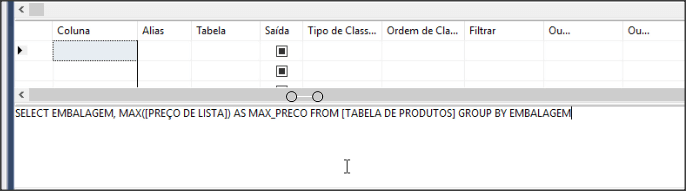 Coluna Alias Tabela Saída Tipo de Class... Ordem de Cla... Filtrar Ou... Ou...
SELECT EMBALAGEM, MAX([PREÇO DE LISTA]) AS MAX_PRECO FROM [TABELA DE PRODUTOS] GROUP BY EMBALAGEM